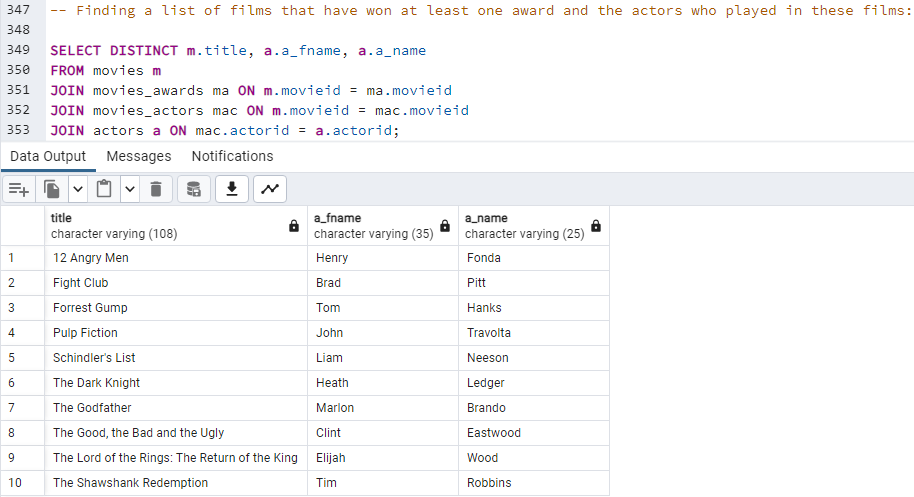 347 -- Finding a list of films that have won at least one award and the actors who played in these films:
348
349 SELECT DISTINCT m.title, a.a_fname, a.a_name
350 FROM movies m
351 JOIN movies_awards ma ON m.movieid = ma.movieid
352 JOIN movies_actors mac ON m.movieid = mac.movieid
353 JOIN actors a ON mac.actorid = a.actorid;
Data Output Messages Notifications
title a_fname a_name
character varying (108) character varying (35) character varying (25)
1 12 Angry Men Henry Fonda
2 Fight Club Brad Pitt
3 Forrest Gump Tom Hanks
4 Pulp Fiction John Travolta
5 Schindler's List Liam Neeson
6 The Dark Knight Heath Ledger
7 The Godfather Marlon Brando
8 The Good, the Bad and the Ugly Clint Eastwood
9 The Lord of the Rings: The Return of the King Elijah Wood
10 The Shawshank Redemption Tim Robbins